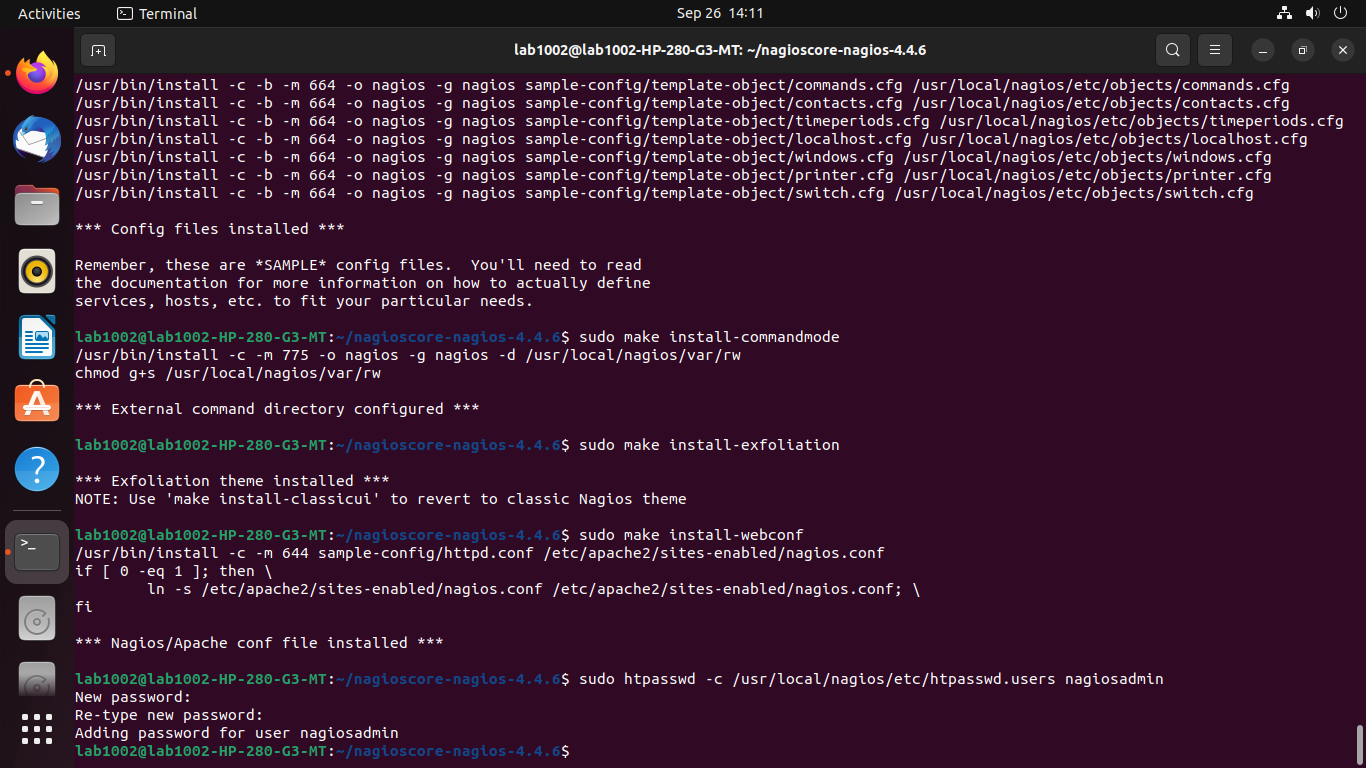 Activities
Terminal
Sep 26 14:11
lab1002@lab1002-HP-280-G3-MT: ~/nagioscore-nagios-4.4.6
/usr/bin/install -c -b -m 664 -o nagios -g nagios sample-config/template-object/commands.cfg /usr/local/nagios/etc/objects/commands.cfg
/usr/bin/install -c -b -m 664 -o nagios -g nagios sample-config/template-object/contacts.cfg /usr/local/nagios/etc/objects/contacts.cfg
/usr/bin/install -c -b -m 664 -o nagios -g nagios sample-config/template-object/timeperiods.cfg /usr/local/nagios/etc/objects/timeperiods.cfg
/usr/bin/install -c -b -m 664 -o nagios -g nagios sample-config/template-object/localhost.cfg /usr/local/nagios/etc/objects/localhost.cfg
/usr/bin/install -c -b -m 664 -o nagios -g nagios sample-config/template-object/windows.cfg /usr/local/nagios/etc/objects/windows.cfg
/usr/bin/install -c -b -m 664 -o nagios -g nagios sample-config/template-object/printer.cfg /usr/local/nagios/etc/objects/printer.cfg
/usr/bin/install -c -b -m 664 -o nagios -g nagios sample-config/template-object/switch.cfg /usr/local/nagios/etc/objects/switch.cfg
*** Config files installed ***
Remember, these are *SAMPLE* config files.  You'll need to read
the documentation for more information on how to actually define
services, hosts, etc. to fit your particular needs.
lab1002@lab1002-HP-280-G3-MT:~/nagioscore-nagios-4.4.6$ sudo make install-commandmode
/usr/bin/install -c -m 775 -o nagios -g nagios -d /usr/local/nagios/var/rw
chmod g+s /usr/local/nagios/var/rw
*** External command directory configured ***
lab1002@lab1002-HP-280-G3-MT:~/nagioscore-nagios-4.4.6$ sudo make install-exfoliation
*** Exfoliation theme installed ***
NOTE: Use 'make install-classicui' to revert to classic Nagios theme
lab1002@lab1002-HP-280-G3-MT:~/nagioscore-nagios-4.4.6$ sudo make install-webconf
/usr/bin/install -c -m 644 sample-config/httpd.conf /etc/apache2/sites-enabled/nagios.conf
if [ 0 -eq 1 ]; then \
ln -s /etc/apache2/sites-enabled/nagios.conf /etc/apache2/sites-enabled/nagios.conf; \
fi
*** Nagios/Apache conf file installed ***
lab1002@lab1002-HP-280-G3-MT:~/nagioscore-nagios-4.4.6$ sudo htpasswd -c /usr/local/nagios/etc/htpasswd.users nagiosadmin
New password:
Re-type new password:
Adding password for user nagiosadmin
lab1002@lab1002-HP-280-G3-MT:~/nagioscore-nagios-4.4.6$